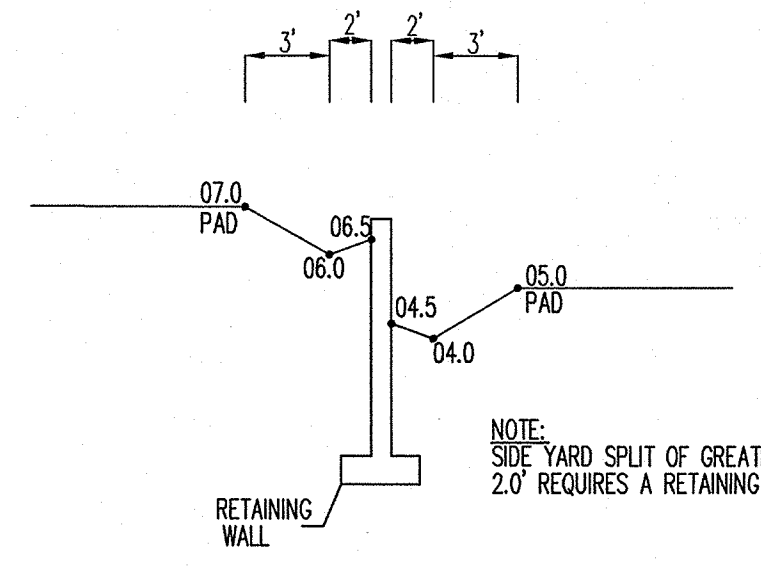 3' 2' 2' 3'
07.0
PAD
06.5
06.0
05.0
PAD
04.5
04.0
NOTE:
SIDE YARD SPLIT OF
2.0' REQUIRES A RETAINING
RETAINING
WALL